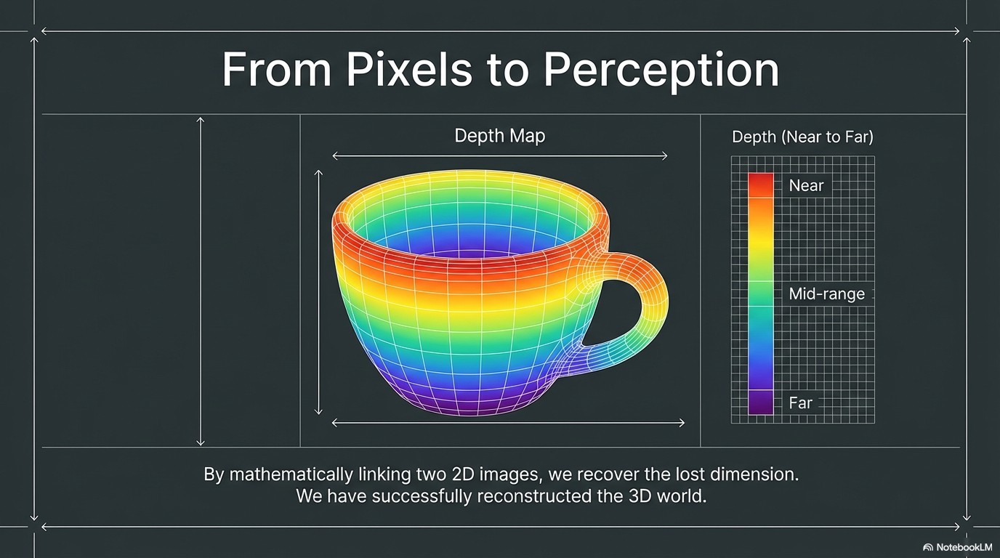 From Pixels to Perception
Depth Map
Depth (Near to Far)
Near
Mid-range
Far
By mathematically linking two 2D images, we recover the lost dimension.
We have successfully reconstructed the 3D world.
NotebookLM